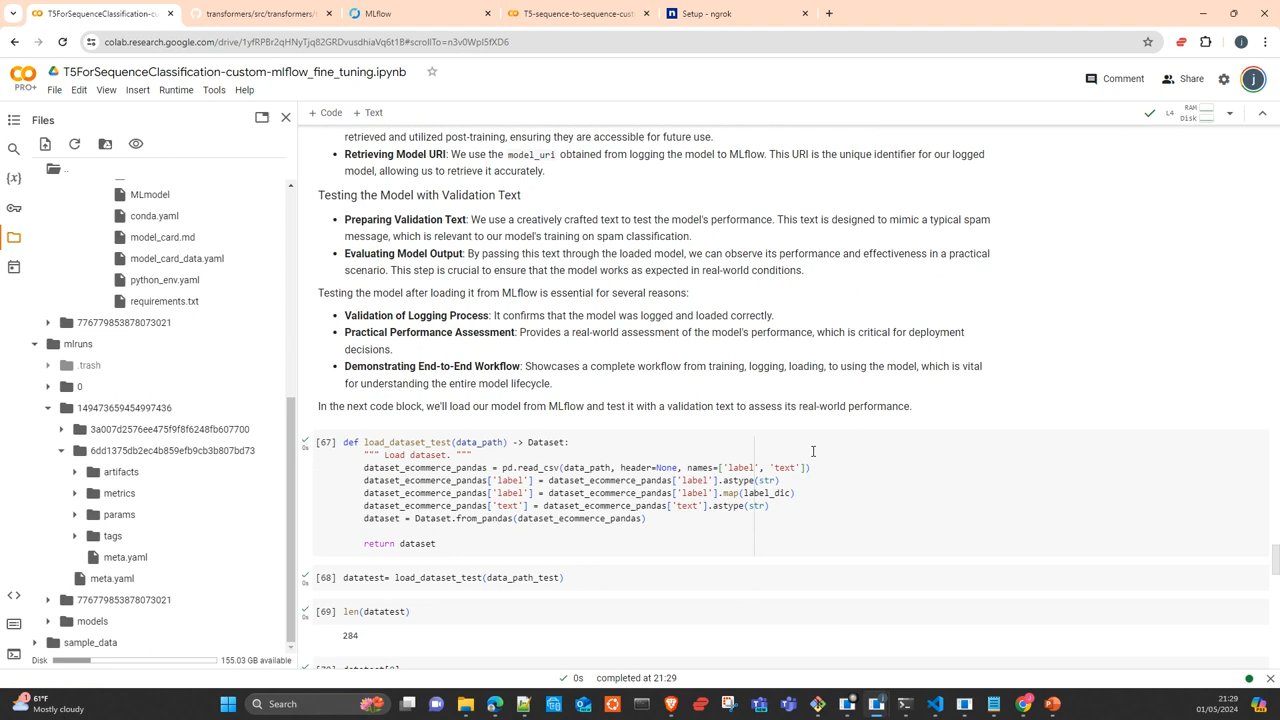 T5ForSequenceClassification-cu
transformers/src/transformers/
MLflow
T5-sequence-to-sequence-cust
Setup - ngrok
colab.research.google.com/drive/1yfRPBr2qHNyTjq82GRDvusdhiaVq6t1B#scrollTo=n3v0WpI5fXD6
j
T5ForSequenceClassification-custom-mlflow_fine_tuning.ipynb
PRO+
File Edit View Insert Runtime Tools Help
Comment
Share
j
Files
+ Code + Text
L4
RAM
Disk
..
MLmodel
conda.yaml
model_card.md
model_card_data.yaml
python_env.yaml
requirements.txt
776779853878073021
mlruns
.trash
0
149473659454997436
3a007d2576ee475f9f8f6248fb607700
6dd1375db2ec4b859efb9cb3b807bd73
artifacts
metrics
params
tags
meta.yaml
meta.yaml
776779853878073021
models
sample_data
Disk
155.03 GB available
retrieved and utilized post-training, ensuring they are accessible for future use.
• Retrieving Model URI: We use the model_uri obtained from logging the model to MLflow. This URI is the unique identifier for our logged
model, allowing us to retrieve it accurately.
Testing the Model with Validation Text
• Preparing Validation Text: We use a creatively crafted text to test the model's performance. This text is designed to mimic a typical spam
message, which is relevant to our model's training on spam classification.
• Evaluating Model Output: By passing this text through the loaded model, we can observe its performance and effectiveness in a practical
scenario. This step is crucial to ensure that the model works as expected in real-world conditions.
Testing the model after loading it from MLflow is essential for several reasons:
• Validation of Logging Process: It confirms that the model was logged and loaded correctly.
• Practical Performance Assessment: Provides a real-world assessment of the model's performance, which is critical for deployment
decisions.
• Demonstrating End-to-End Workflow: Showcases a complete workflow from training, logging, loading, to using the model, which is vital
for understanding the entire model lifecycle.
In the next code block, we'll load our model from MLflow and test it with a validation text to assess its real-world performance.
[67] def load_dataset_test(data_path) -> Dataset:
0s
""" Load dataset. """
dataset_ecommerce_pandas = pd.read_csv(data_path, header=None, names=['label', 'text'])
dataset_ecommerce_pandas['label'] = dataset_ecommerce_pandas['label'].astype(str)
dataset_ecommerce_pandas['label'] = dataset_ecommerce_pandas['label'].map(label_dic)
dataset_ecommerce_pandas['text'] = dataset_ecommerce_pandas['text'].astype(str)
dataset = Dataset.from_pandas(dataset_ecommerce_pandas)
return dataset
[68] datatest= load_dataset_test(data_path_test)
0s
[69] len(datatest)
0s
284
0s completed at 21:29
61°F
Mostly cloudy
Search
21:29
01/05/2024